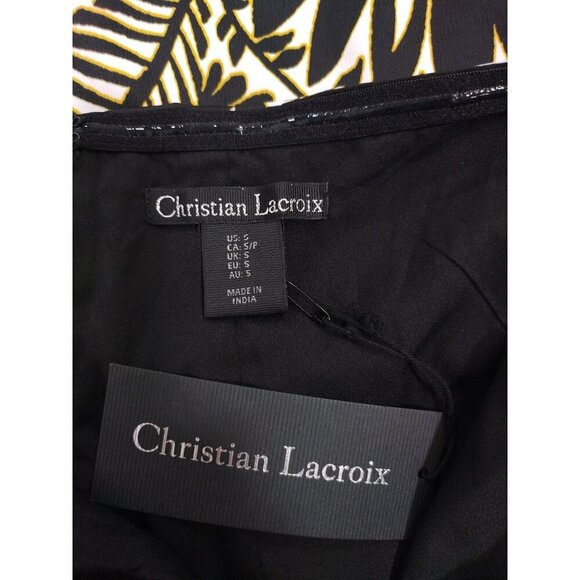 Christian Lacroix
US: S
CA: S/P
UK: S
EU: S
AU: S
MADE IN
INDIA
Christian Lacroix